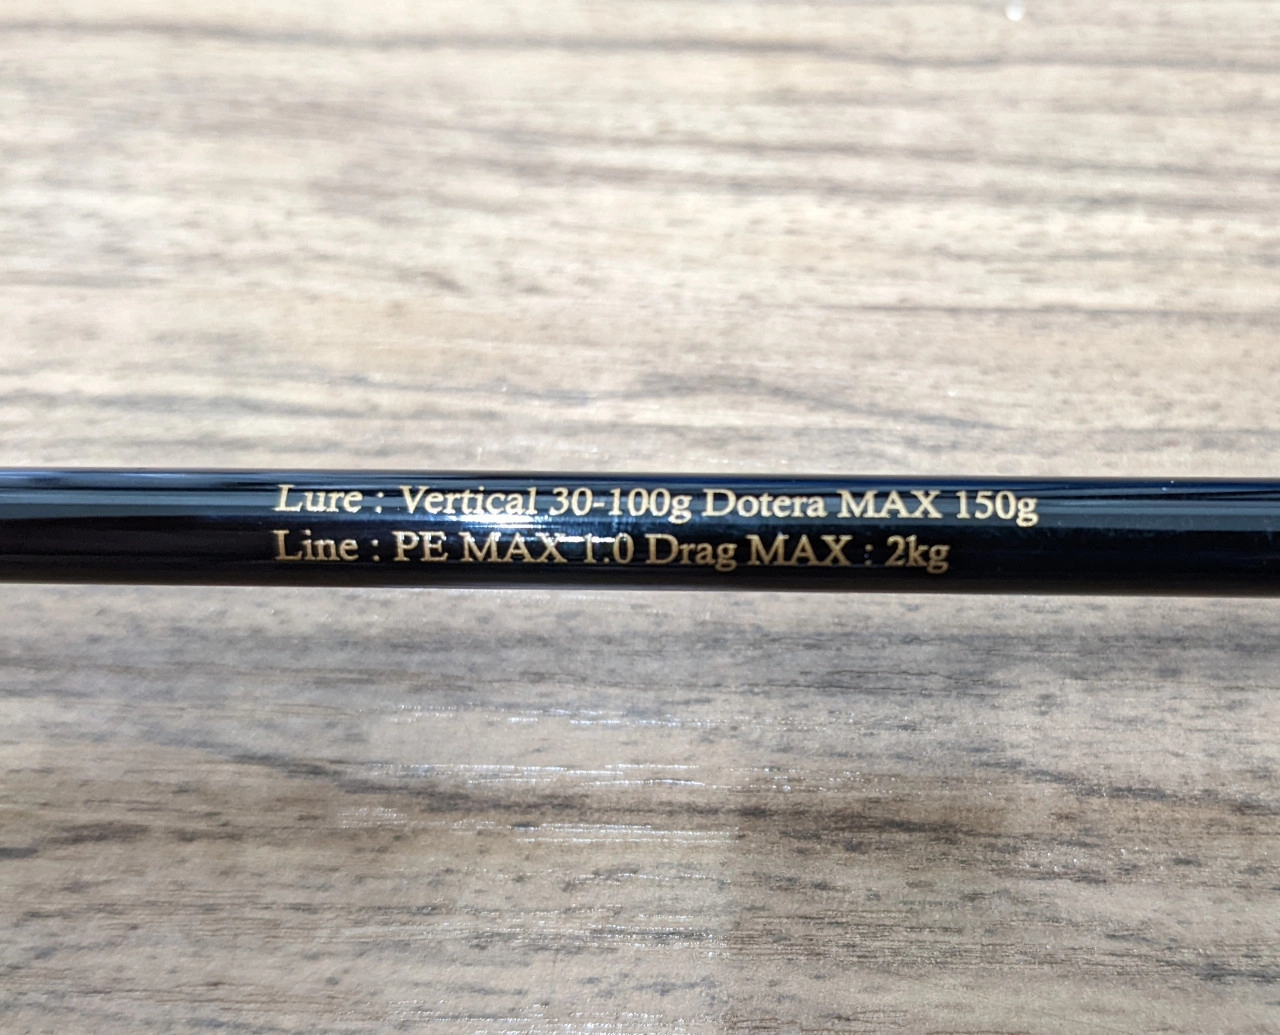 Lure : Vertical 30-100g Dotera MAX 150g
Line : PE MAX 1.0 Drag MAX : 2kg